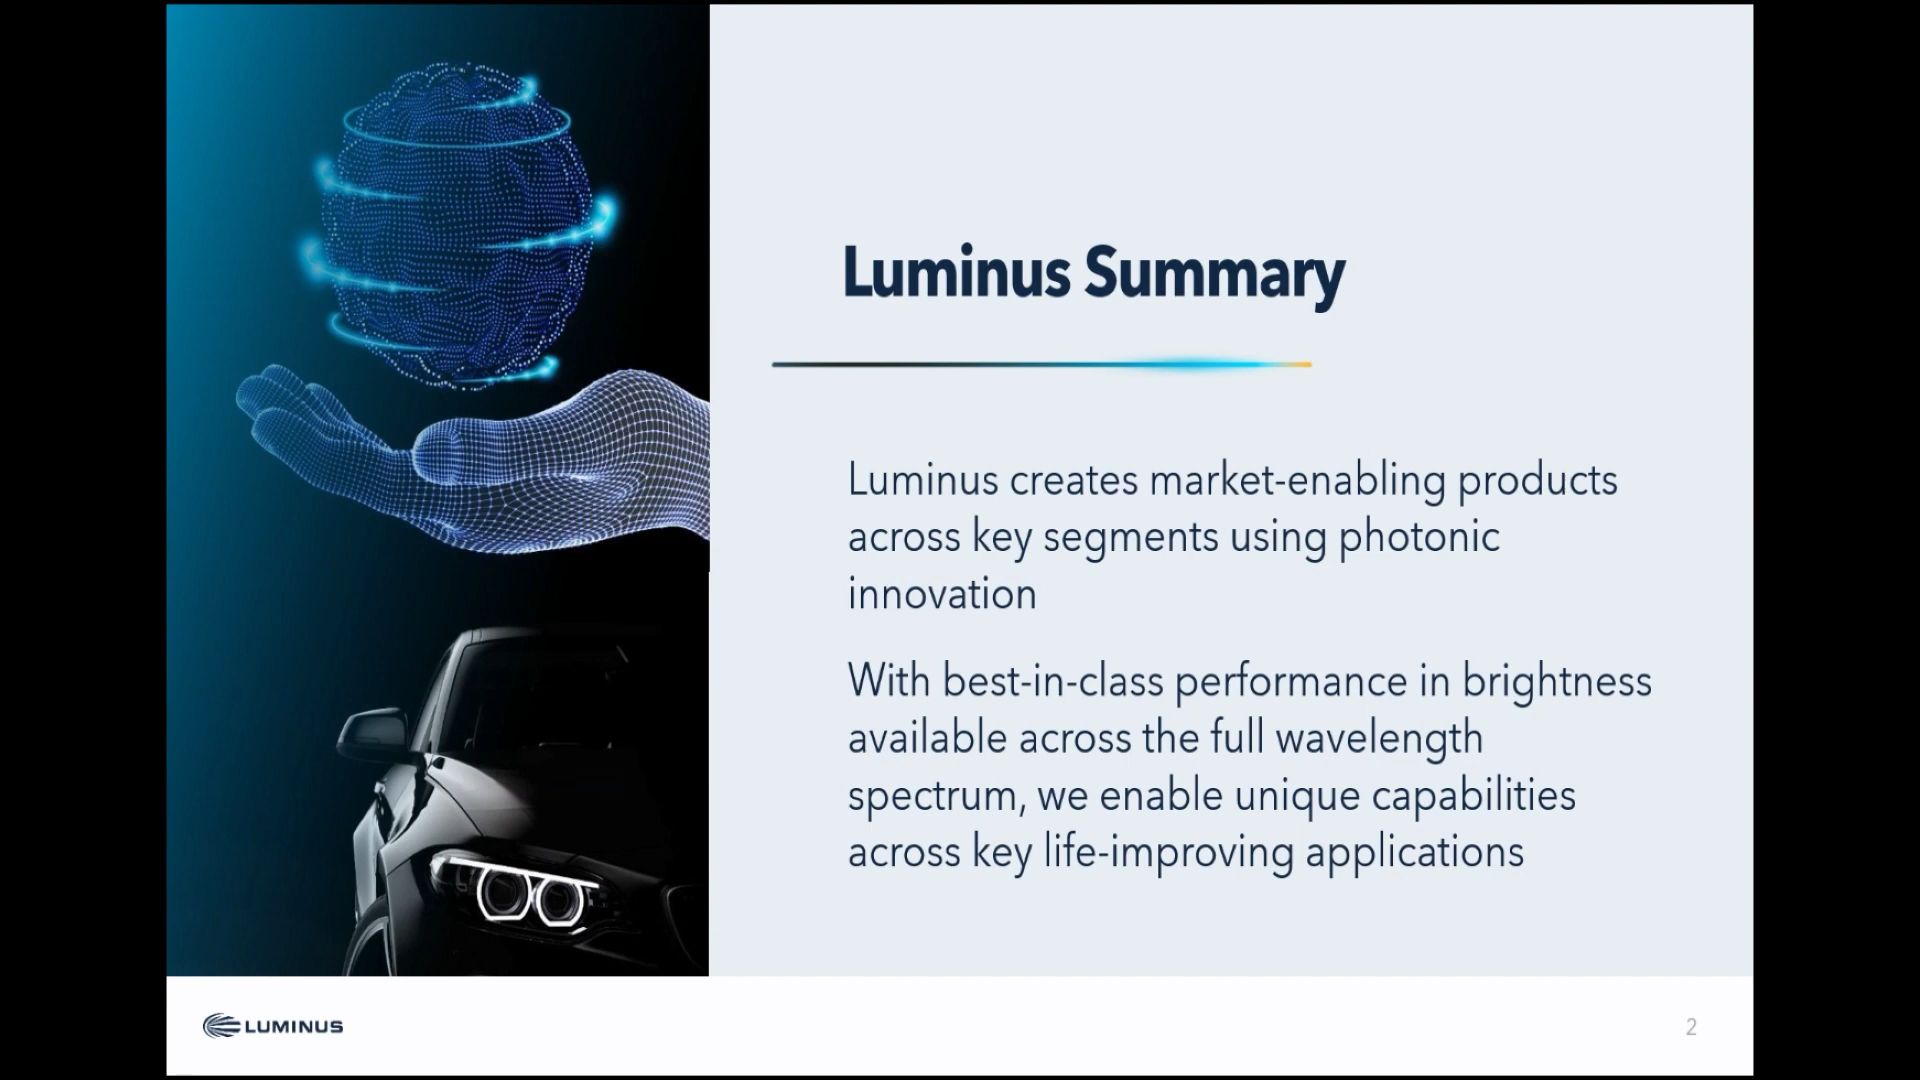 Luminus Summary
Luminus creates market-enabling products
across key segments using photonic
innovation
With best-in-class performance in brightness
available across the full wavelength
spectrum, we enable unique capabilities
across key life-improving applications
LUMINUS
2